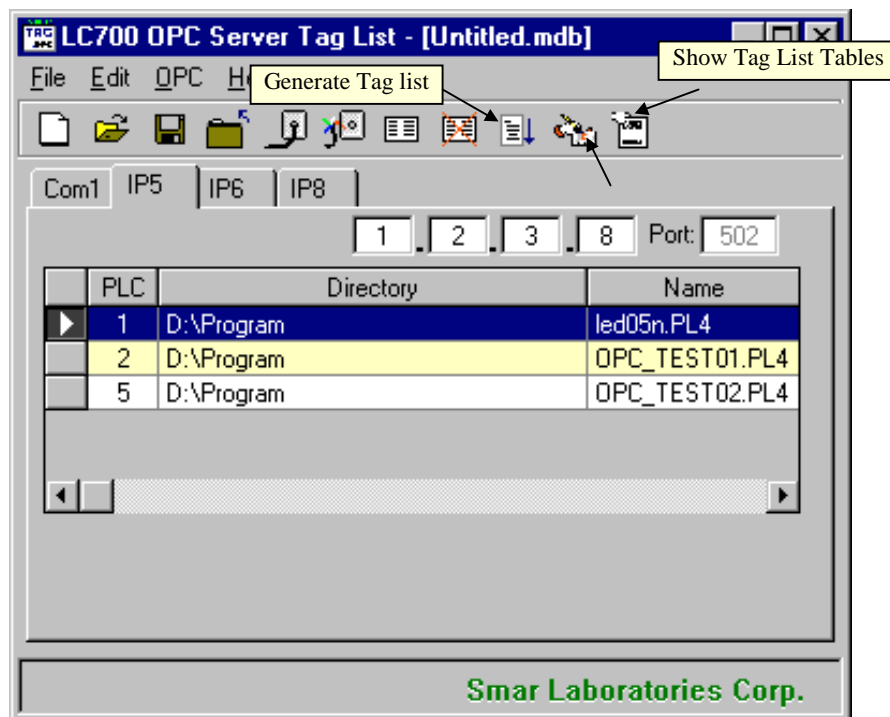 LC700 OPC Server Tag List - [Untitled.mdb]
Show Tag List Tables
File Edit OPC
Generate Tag list
Com1 IP5 IP6 IP8
1 . 2 . 3 . 8 Port: 502
PLC Directory Name
1 D:\Program led05n.PL4
2 D:\Program OPC_TEST01.PL4
5 D:\Program OPC_TEST02.PL4
Smar Laboratories Corp.